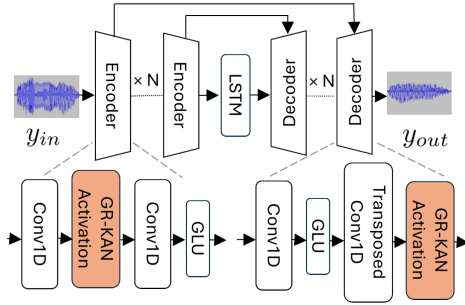 Encoder
× N
Encoder
LSTM
Decoder
× N
Decoder
y_in
y_out
Conv1D
GR-KAN
Activation
Conv1D
GLU
Conv1D
GLU
Transposed
Conv1D
GR-KAN
Activation